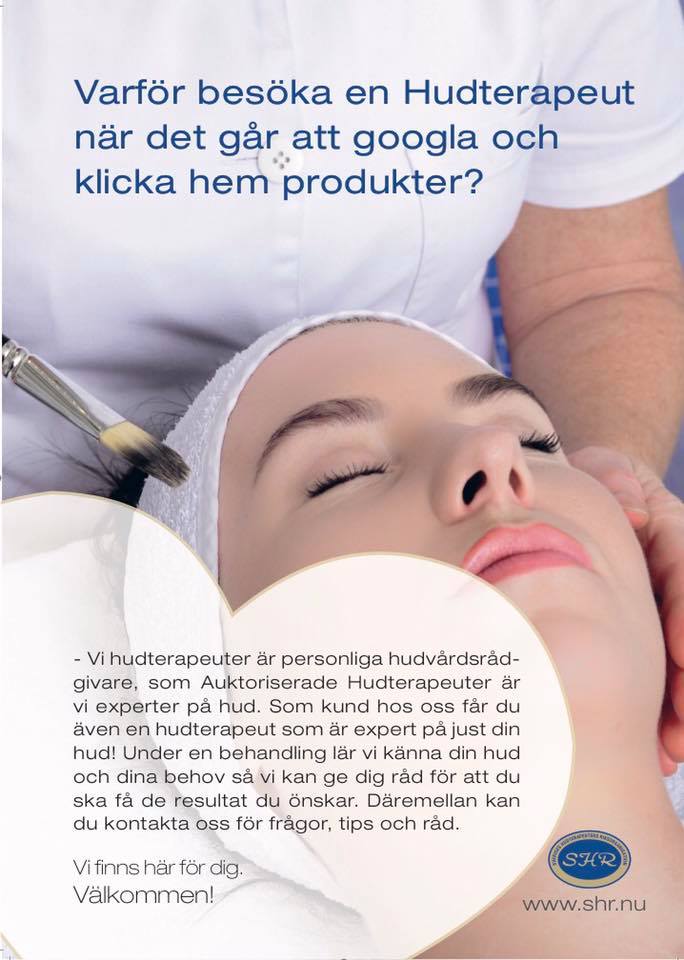 Varför besöka en Hudterapeut
när det går att googla och
klicka hem produkter?
- Vi hudterapeuter är personliga hudvårdsråd-
givare, som Auktoriserade Hudterapeuter är
vi experter på hud. Som kund hos oss får du
även en hudterapeut som är expert på just din
hud! Under en behandling lär vi känna din hud
och dina behov så vi kan ge dig råd för att du
ska få de resultat du önskar. Däremellan kan
du kontakta oss för frågor, tips och råd.
Vi finns här för dig.
Välkommen!
SHR
www.shr.nu